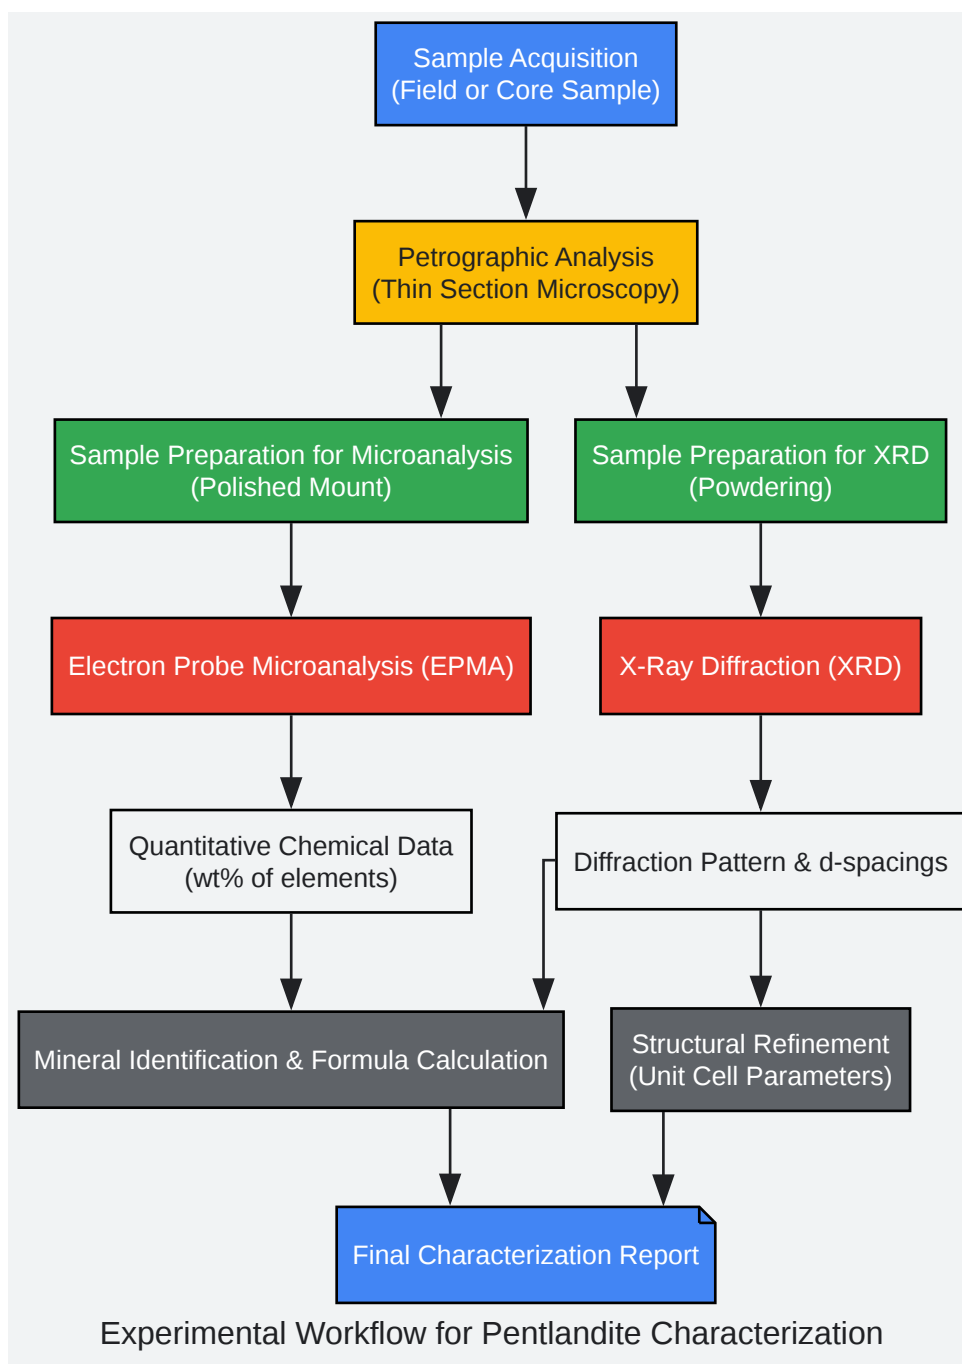 Sample Acquisition
(Field or Core Sample)
Petrographic Analysis
(Thin Section Microscopy)
Sample Preparation for Microanalysis
(Polished Mount)
Sample Preparation for XRD
(Powdering)
Electron Probe Microanalysis (EPMA)
X-Ray Diffraction (XRD)
Quantitative Chemical Data
(wt% of elements)
Diffraction Pattern & d-spacings
Mineral Identification & Formula Calculation
Structural Refinement
(Unit Cell Parameters)
Final Characterization Report
Experimental Workflow for Pentlandite Characterization